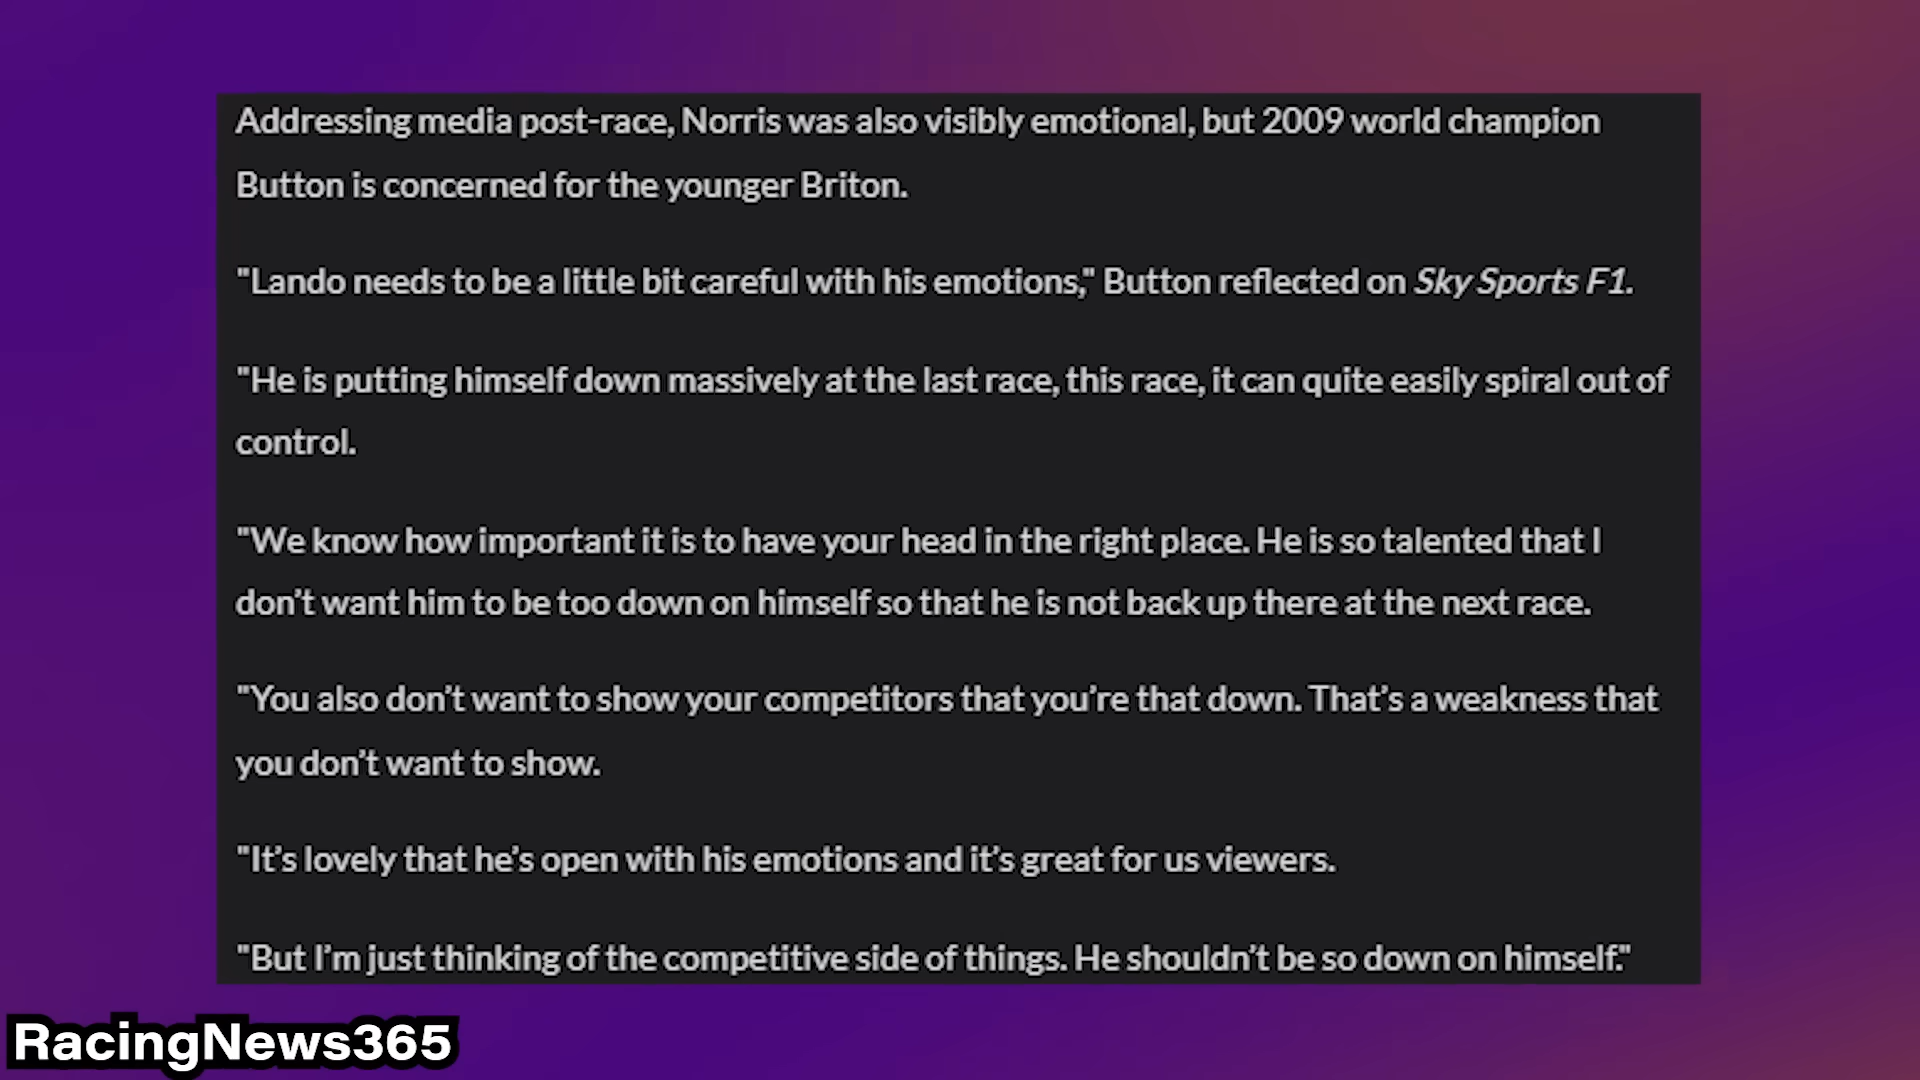 Addressing media post-race, Norris was also visibly emotional, but 2009 world champion
Button is concerned for the younger Briton.
"Lando needs to be a little bit careful with his emotions," Button reflected on Sky Sports F1.
"He is putting himself down massively at the last race, this race, it can quite easily spiral out of
control.
"We know how important it is to have your head in the right place. He is so talented that I
don’t want him to be too down on himself so that he is not back up there at the next race.
"You also don’t want to show your competitors that you’re that down. That’s a weakness that
you don’t want to show.
"It’s lovely that he’s open with his emotions and it’s great for us viewers.
"But I’m just thinking of the competitive side of things. He shouldn’t be so down on himself."
RacingNews365